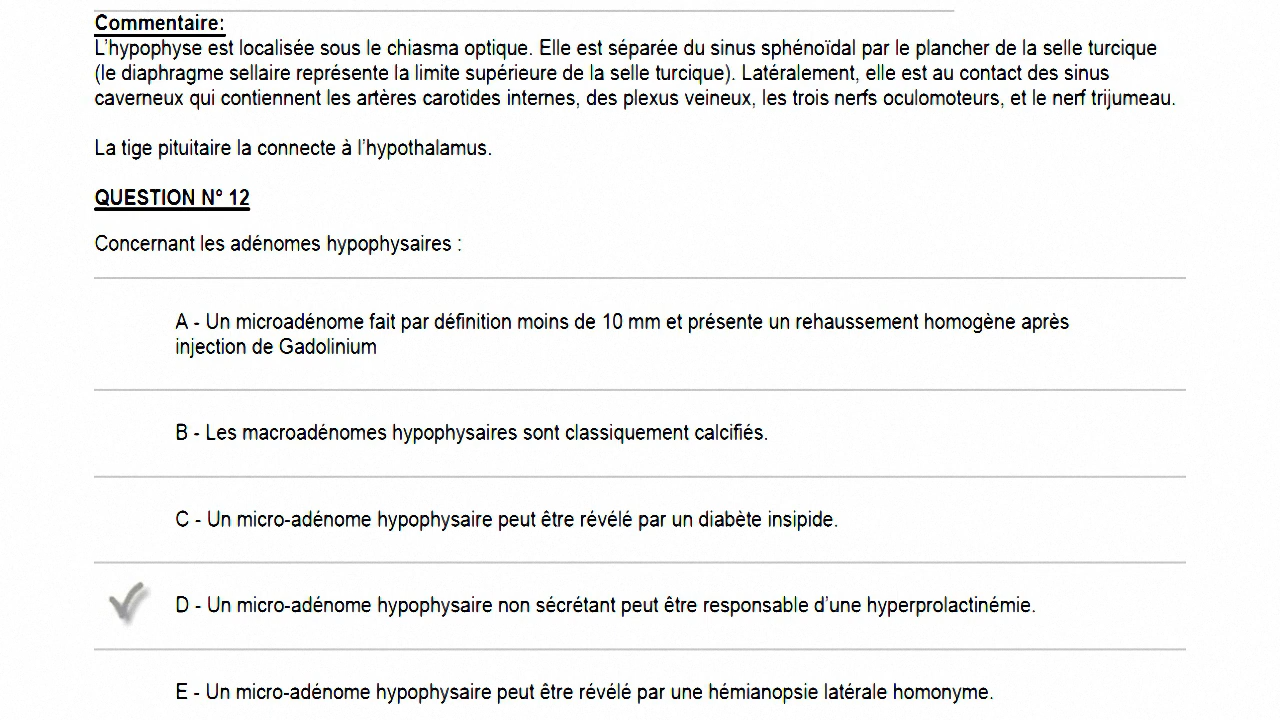 Commentaire:
L'hypophyse est localisée sous le chiasma optique. Elle est séparée du sinus sphénoïdal par le plancher de la selle turcique
(le diaphragme sellaire représente la limite supérieure de la selle turcique). Latéralement, elle est au contact des sinus
caverneux qui contiennent les artères carotides internes, des plexus veineux, les trois nerfs oculomoteurs, et le nerf trijumeau.
La tige pituitaire la connecte à l'hypothalamus.
QUESTION N° 12
Concernant les adénomes hypophysaires :
A - Un microadénome fait par définition moins de 10 mm et présente un rehaussement homogène après
injection de Gadolinium
B - Les macroadénomes hypophysaires sont classiquement calcifiés.
C - Un micro-adénome hypophysaire peut être révélé par un diabète insipide.
D - Un micro-adénome hypophysaire non sécrétant peut être responsable d'une hyperprolactinémie.
E - Un micro-adénome hypophysaire peut être révélé par une hémianopsie latérale homonyme.